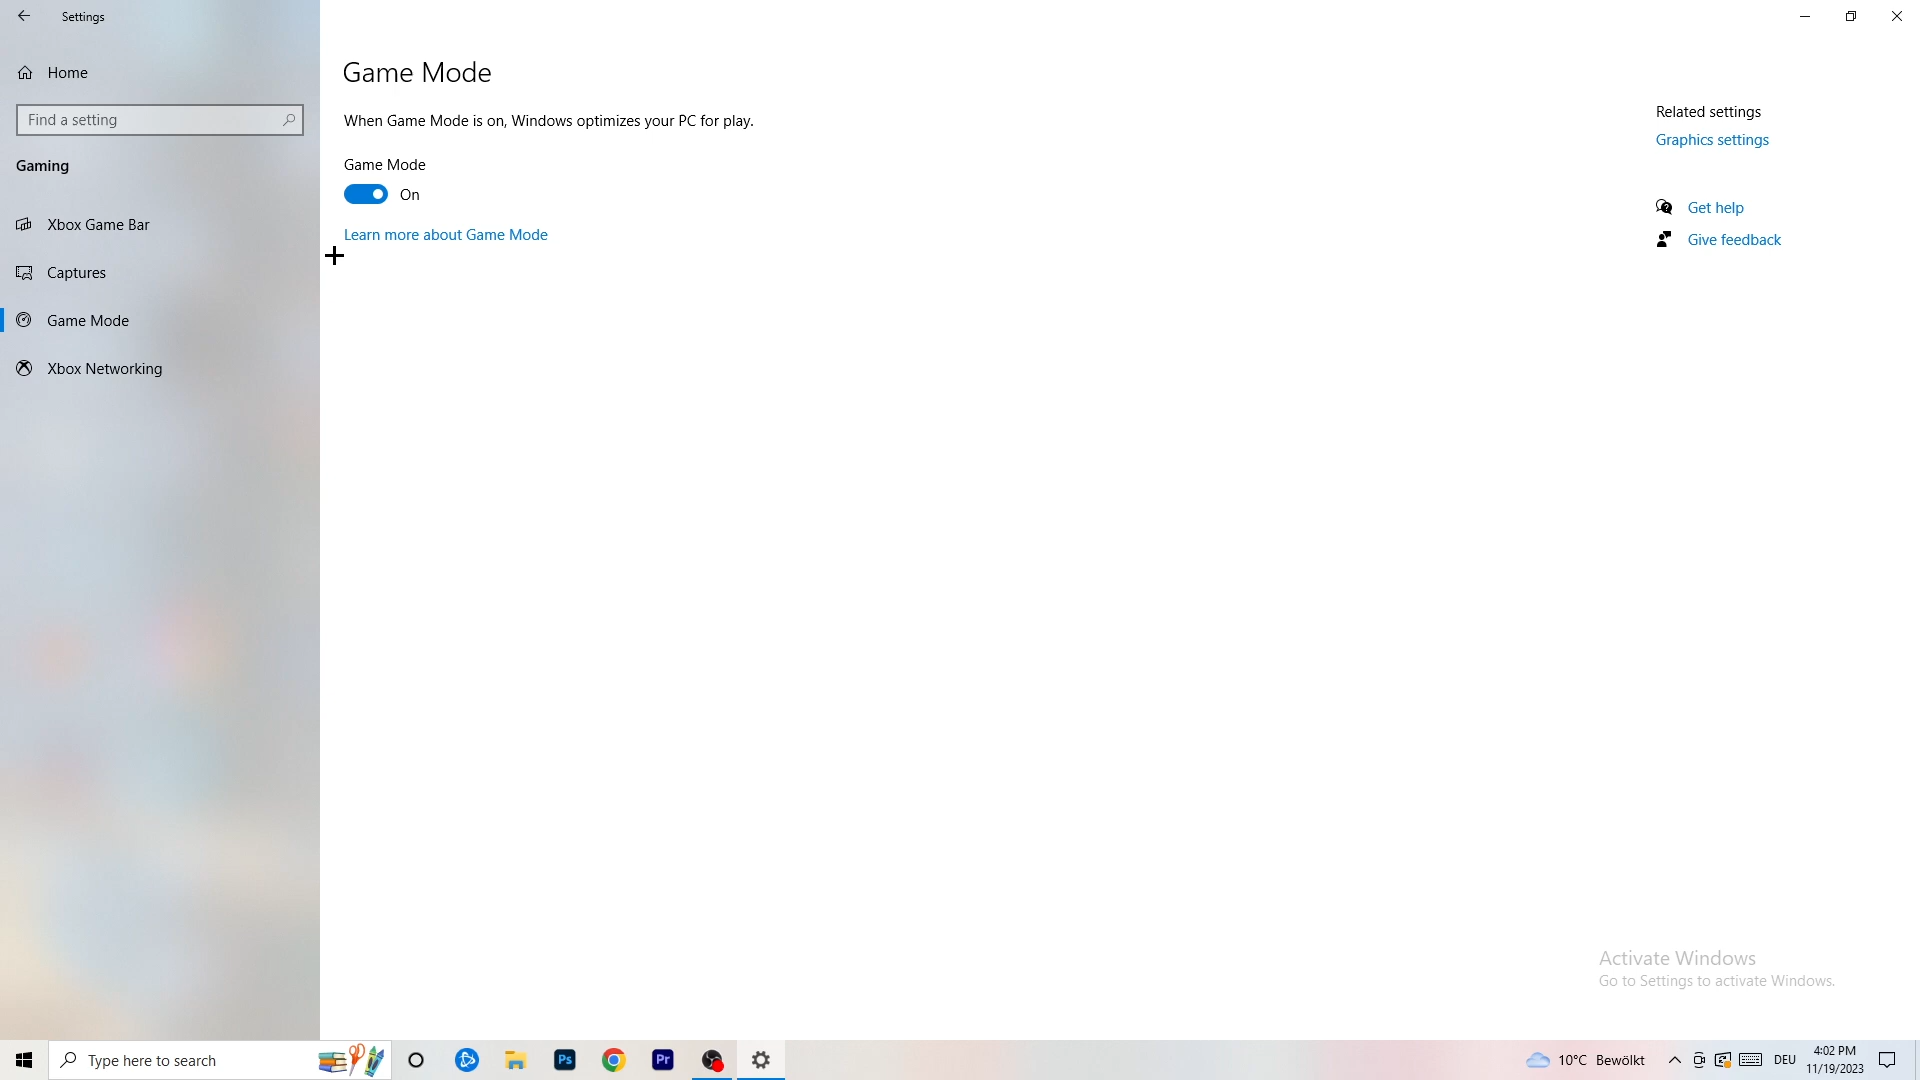 Settings
Home
Find a setting
Gaming
Xbox Game Bar
Captures
Game Mode
Xbox Networking
Game Mode
When Game Mode is on, Windows optimizes your PC for play.
Game Mode
On
Learn more about Game Mode
Related settings
Graphics settings
Get help
Give feedback
Activate Windows
Go to Settings to activate Windows.
Type here to search
Ps
Pr
10°C Bewölkt
DEU
4:02 PM
11/19/2023